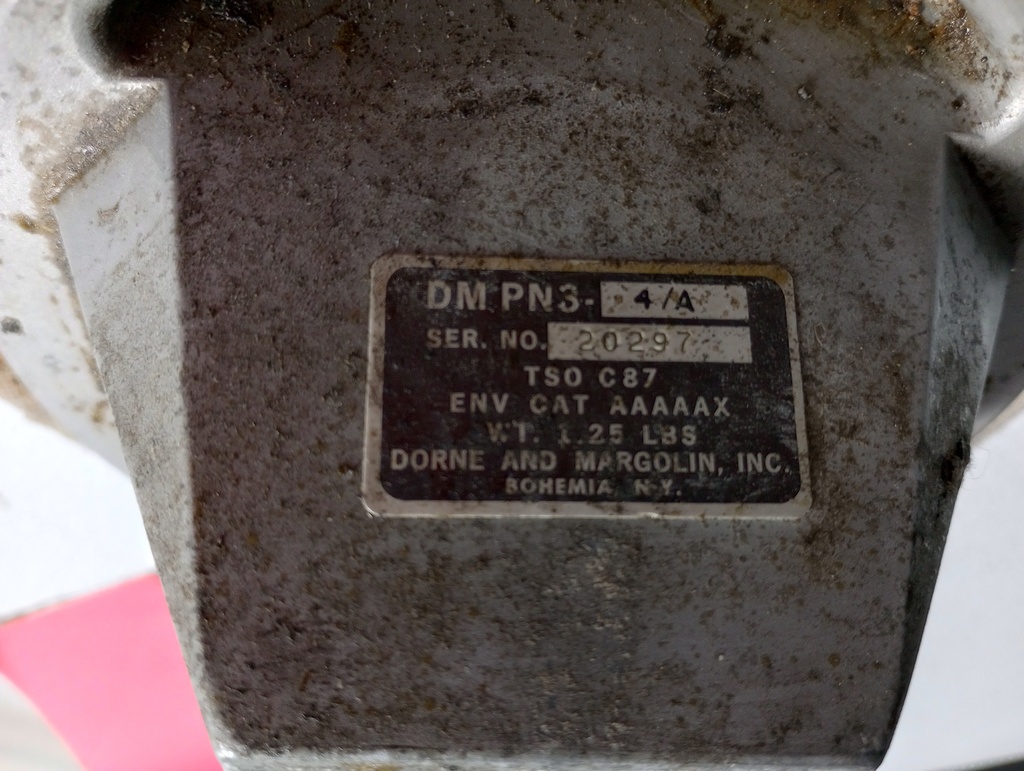 DM PN3- 4/A
SER. NO. 20297
TSO C87
ENV CAT AAAAAX
WT. 1.25 LBS
DORNE AND MARGOLIN, INC.
BOHEMIA, N.Y.